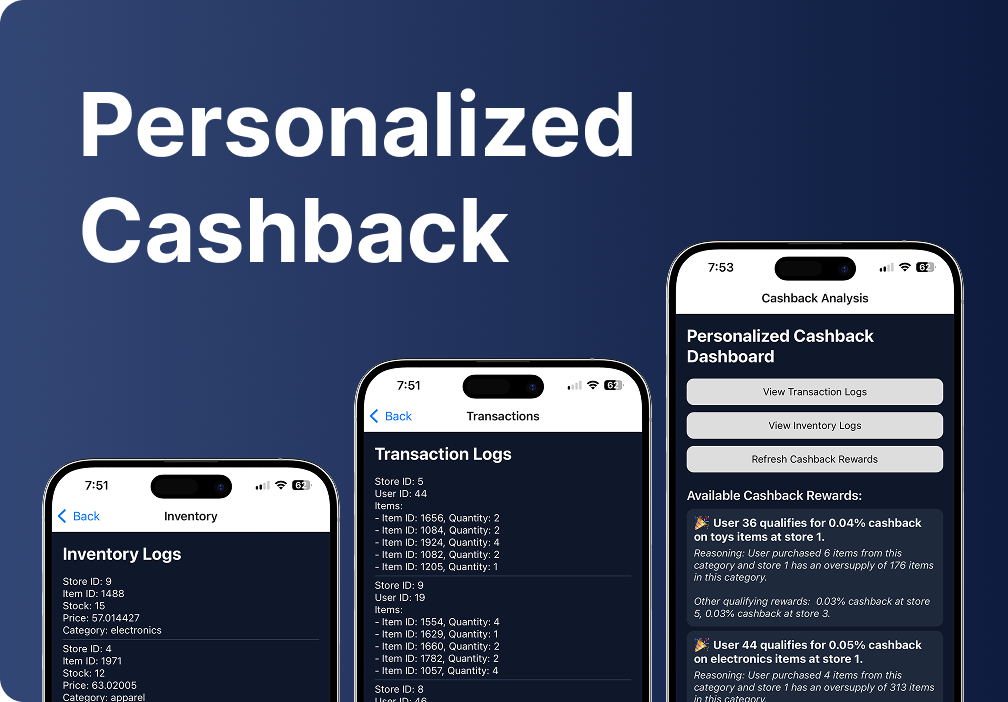 Personalized
Cashback
7:51
62
Back
Inventory
Inventory Logs
Store ID: 9
Item ID: 1488
Stock: 15
Price: 57.014427
Category: electronics
Store ID: 4
Item ID: 1971
Stock: 12
Price: 63.02005
Category: apparel
7:51
62
Back
Transactions
Transaction Logs
Store ID: 5
User ID: 44
Items:
- Item ID: 1656, Quantity: 2
- Item ID: 1084, Quantity: 2
- Item ID: 1924, Quantity: 4
- Item ID: 1082, Quantity: 2
- Item ID: 1205, Quantity: 1
Store ID: 9
User ID: 19
Items:
- Item ID: 1554, Quantity: 4
- Item ID: 1629, Quantity: 1
- Item ID: 1660, Quantity: 2
- Item ID: 1782, Quantity: 2
- Item ID: 1057, Quantity: 4
Store ID: 8
User ID: 46
7:53
62
Cashback Analysis
Personalized Cashback
Dashboard
View Transaction Logs
View Inventory Logs
Refresh Cashback Rewards
Available Cashback Rewards:
🎉 User 36 qualifies for 0.04% cashback
on toys items at store 1.
Reasoning: User purchased 6 items from this
category and store 1 has an oversupply of 176 items
in this category.
Other qualifying rewards: 0.03% cashback at store
5, 0.03% cashback at store 3.
🎉 User 44 qualifies for 0.05% cashback
on electronics items at store 1.
Reasoning: User purchased 4 items from this
category and store 1 has an oversupply of 313 items
in this category.